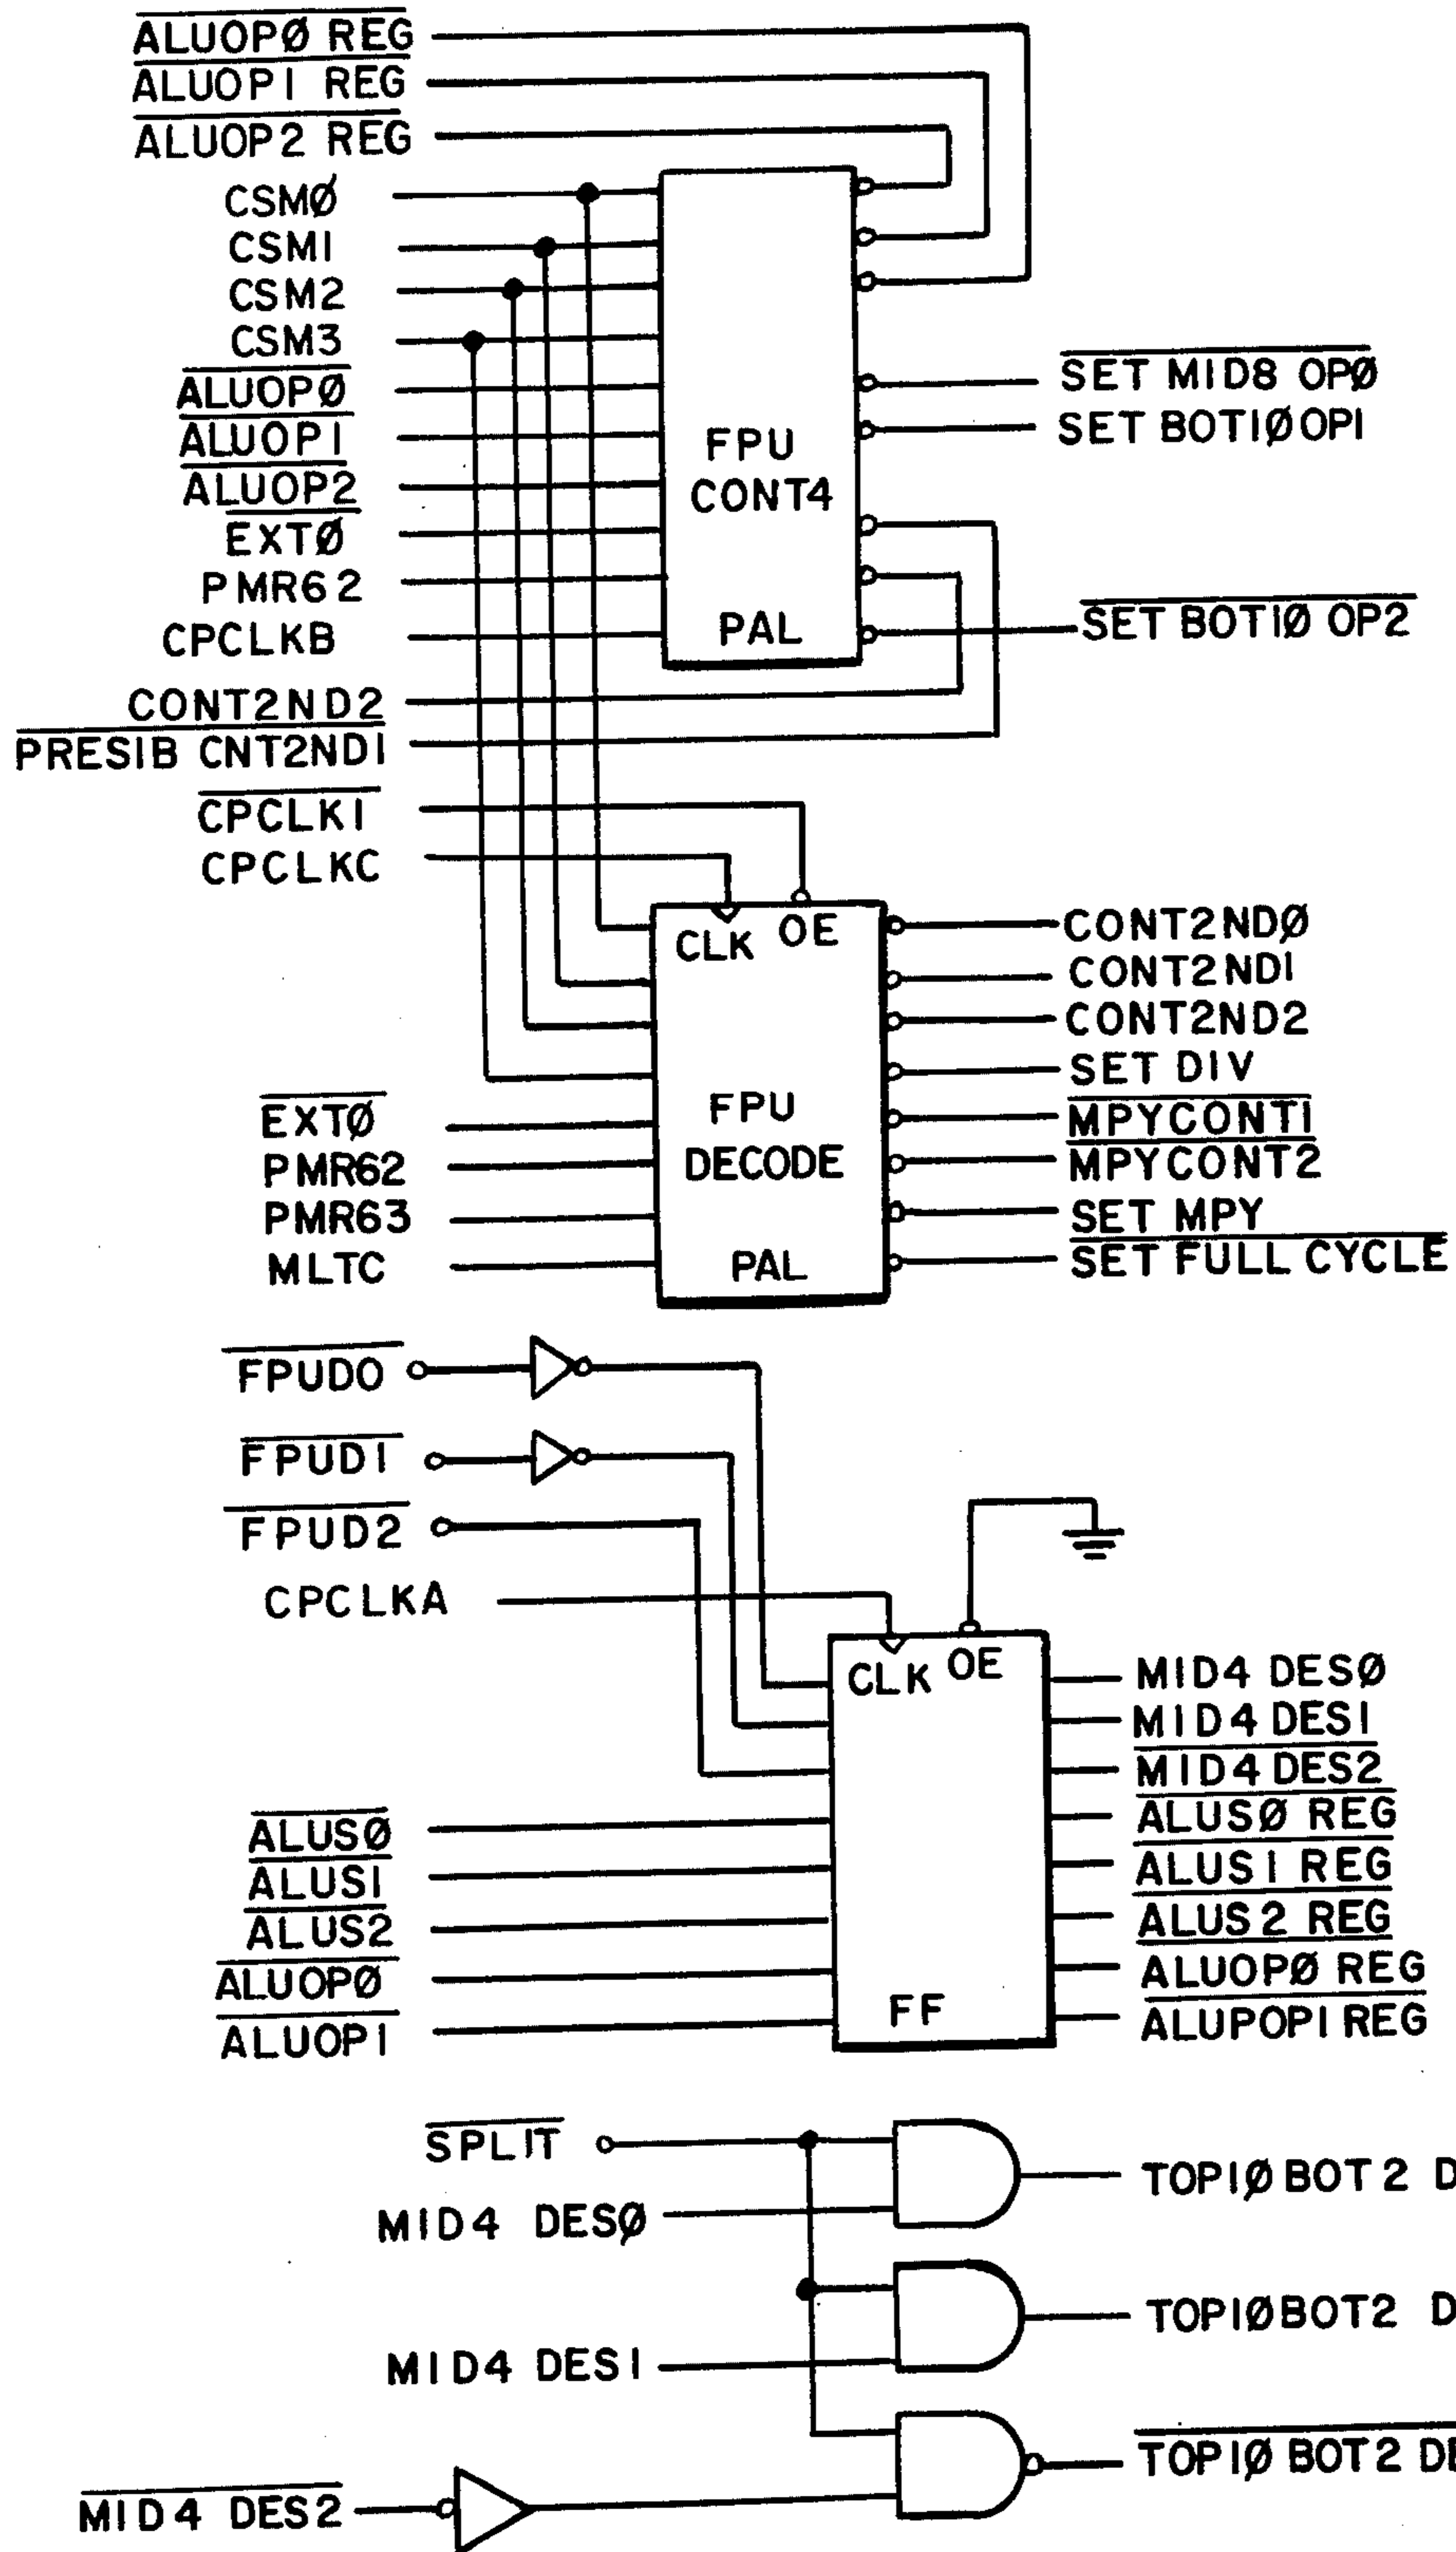 ALUOPØ REG
ALUOP1 REG
ALUOP2 REG
CSMØ
CSM1
CSM2
CSM3
ALUOPØ
ALUOP1
ALUOP2
EXTØ
PMR62
CPCLKB
CONT2ND2
PRESIB CNT2ND1
FPU
CONT4
PAL
SET MID8 OPØ
SET BOT1Ø OP1
SET BOT1Ø OP2
CPCLK1
CPCLKC
CLK OE
FPU
DECODE
PAL
EXTØ
PMR62
PMR63
MLTC
CONT2NDØ
CONT2ND1
CONT2ND2
SET DIV
MPYCONT1
MPYCONT2
SET MPY
SET FULL CYCLE
FPUD0
FPUD1
FPUD2
CPCLKA
CLK OE
FF
ALUSØ
ALUS1
ALUS2
ALUOPØ
ALUOP1
MID4 DESØ
MID4 DES1
MID4 DES2
ALUSØ REG
ALUS1 REG
ALUS2 REG
ALUOPØ REG
ALUPOP1 REG
SPLIT
MID4 DESØ
TOP1Ø BOT2 D
MID4 DES1
TOP1Ø BOT2 D
MID4 DES2
TOP1Ø BOT2 DE